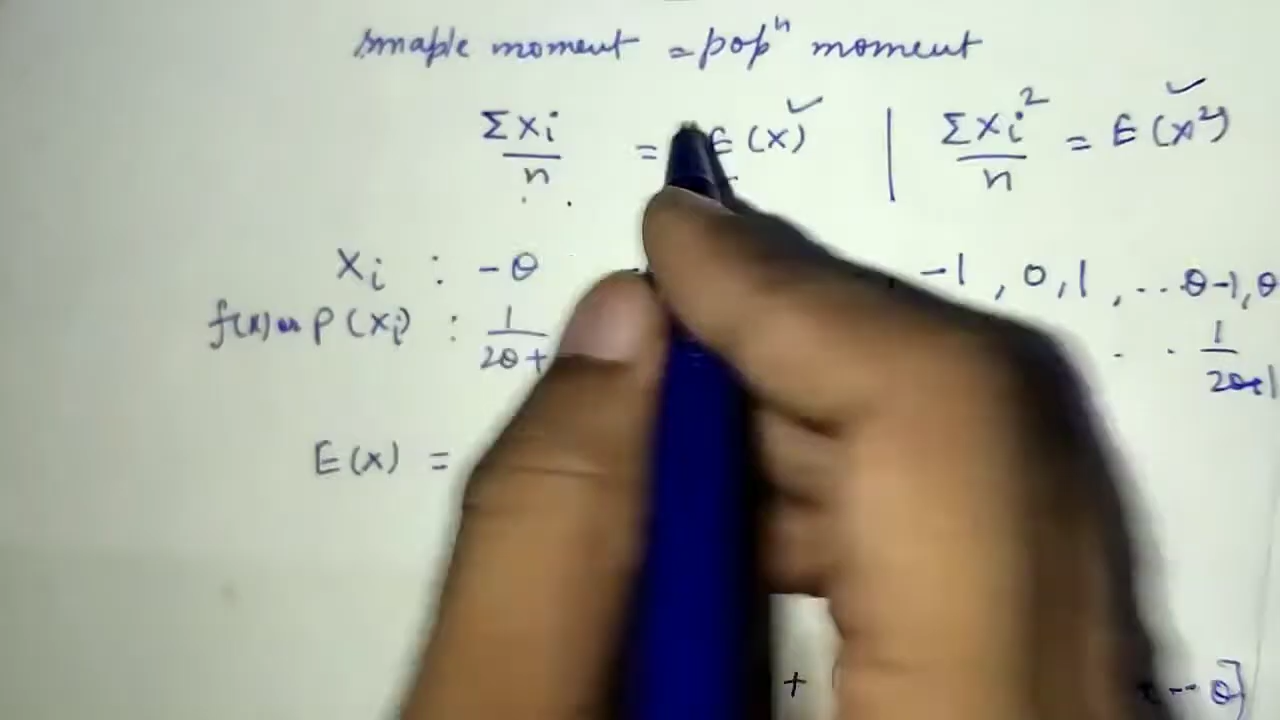 smaple moment = popⁿ moment
Σxi / n = E(x) ✓ | Σxi² / n = E(x²) ✓
xi : -θ -1 , 0, 1 , ... θ-1, θ
f(x) or P(xi) : 1 / 2θ+ . . 1 / 2θ+1
E(x) =
+ -- θ]